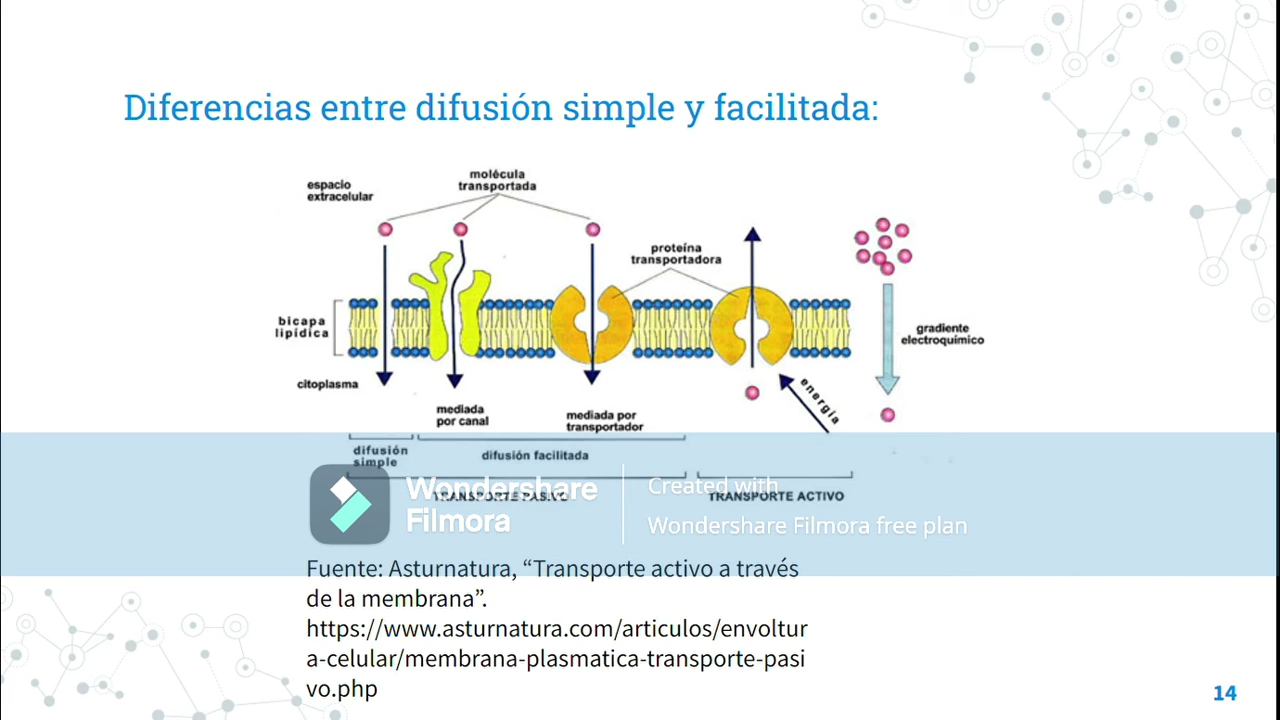 Diferencias entre difusión simple y facilitada:
molécula
transportada
espacio
extracelular
proteína
transportadora
bicapa
lipídica
gradiente
electroquímico
citoplasma
energía
mediada
por canal
mediada por
transportador
difusión
simple
difusión facilitada
TRANSPORTE PASIVO
TRANSPORTE ACTIVO
Wondershare
Filmora
Created with
Wondershare Filmora free plan
Fuente: Asturnatura, “Transporte activo a través
de la membrana”.
https://www.asturnatura.com/articulos/envoltur
a-celular/membrana-plasmatica-transporte-pasi
vo.php
14